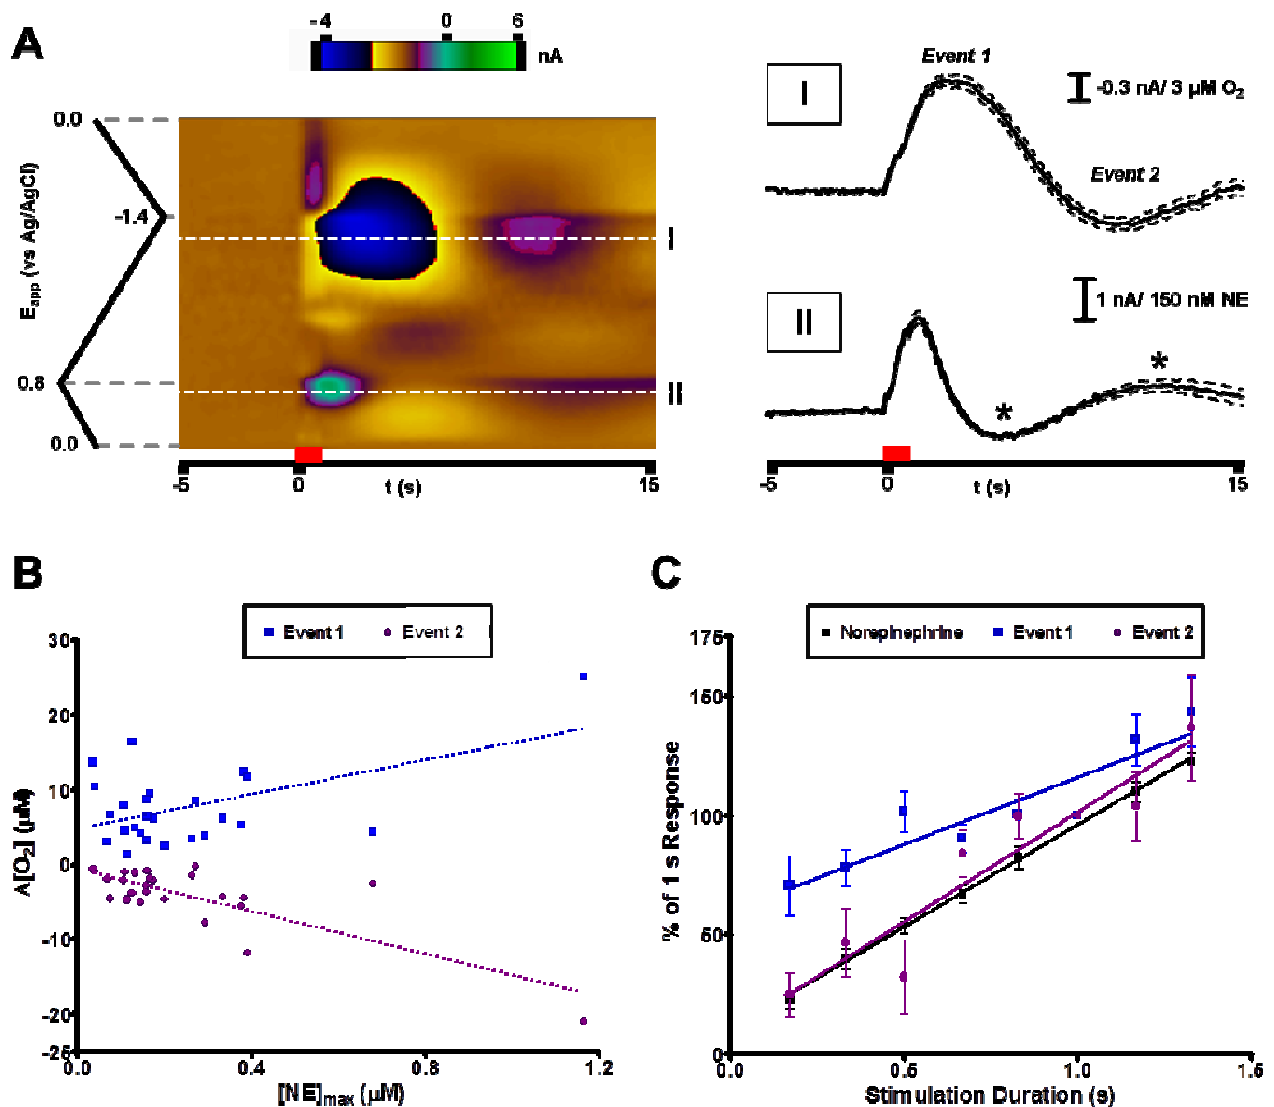 A
-4 0 6
nA
Event 1
I
-0.3 nA/ 3 µM O2
0.0
Eapp (vs Ag/AgCl)
-1.4
I
Event 2
1 nA/ 150 nM NE
II
0.8
II
*
*
0.0
-5 0 t (s) 15
-5 0 t (s) 15
B
C
Event 1 Event 2
Norepinephrine Event 1 Event 2
30
20
10
0
-10
-20
-25
Δ[O2] (µM)
0.0 0.4 0.8 1.2
[NE]max (µM)
175
150
100
50
0
% of 1 s Response
0.0 0.5 1.0 1.5
Stimulation Duration (s)